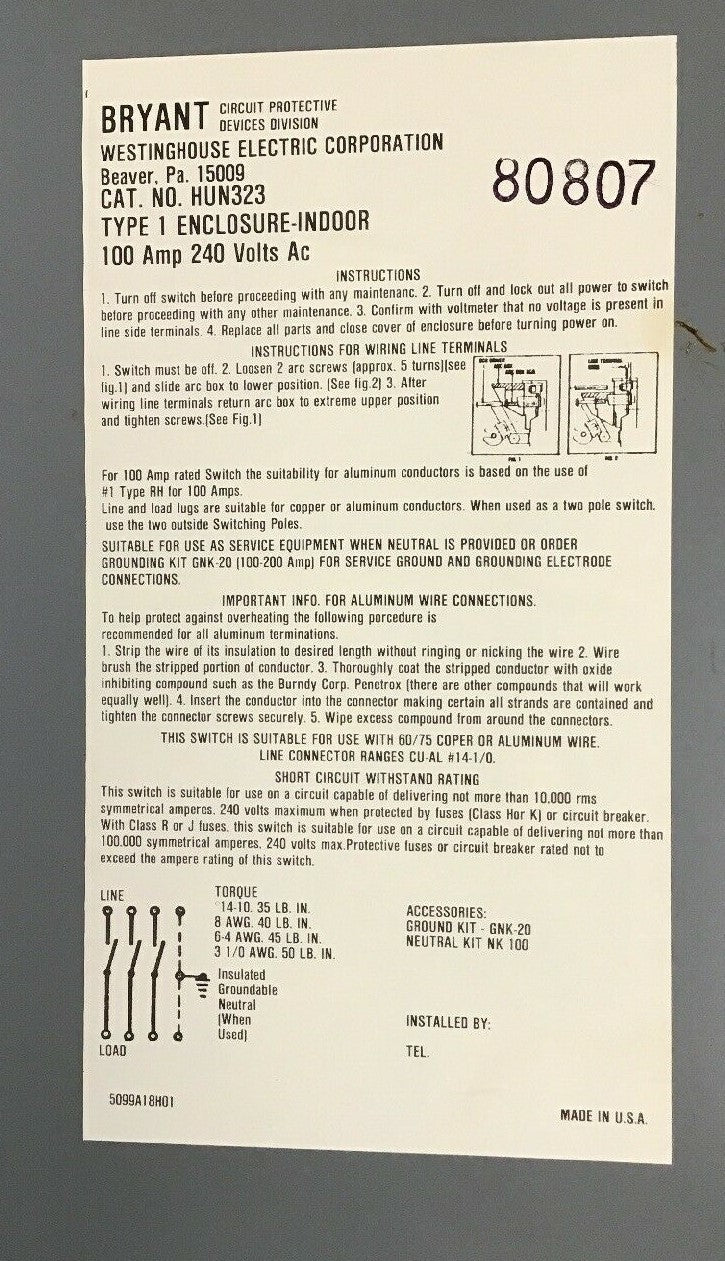 BRYANT CIRCUIT PROTECTIVE
DEVICES DIVISION
WESTINGHOUSE ELECTRIC CORPORATION
Beaver, Pa. 15009
80807
CAT. NO. HUN323
TYPE 1 ENCLOSURE-INDOOR
100 Amp 240 Volts Ac
INSTRUCTIONS
1. Turn off switch before proceeding with any maintenanc. 2. Turn off and lock out all power to switch
before proceeding with any other maintenance. 3. Confirm with voltmeter that no voltage is present in
line side terminals. 4. Replace all parts and close cover of enclosure before turning power on.
INSTRUCTIONS FOR WIRING LINE TERMINALS
1. Switch must be off. 2. Loosen 2 arc screws (approx. 5 turns)(see
fig.1) and slide arc box to lower position. (See fig.2) 3. After
wiring line terminals return arc box to extreme upper position
and tighten screws.(See Fig.1)
FIG. 1
FIG. 2
For 100 Amp rated Switch the suitability for aluminum conductors is based on the use of
#1 Type RH for 100 Amps.
Line and load lugs are suitable for copper or aluminum conductors. When used as a two pole switch.
use the two outside Switching Poles.
SUITABLE FOR USE AS SERVICE EQUIPMENT WHEN NEUTRAL IS PROVIDED OR ORDER
GROUNDING KIT GNK-20 (100-200 Amp) FOR SERVICE GROUND AND GROUNDING ELECTRODE
CONNECTIONS.
IMPORTANT INFO. FOR ALUMINUM WIRE CONNECTIONS.
To help protect against overheating the following porcedure is
recommended for all aluminum terminations.
1. Strip the wire of its insulation to desired length without ringing or nicking the wire 2. Wire
brush the stripped portion of conductor. 3. Thoroughly coat the stripped conductor with oxide
inhibiting compound such as the Burndy Corp. Penetrox (there are other compounds that will work
equally well). 4. Insert the conductor into the connector making certain all strands are contained and
tighten the connector screws securely. 5. Wipe excess compound from around the connectors.
THIS SWITCH IS SUITABLE FOR USE WITH 60/75 COPER OR ALUMINUM WIRE.
LINE CONNECTOR RANGES CU-AL #14-1/0.
SHORT CIRCUIT WITHSTAND RATING
This switch is suitable for use on a circuit capable of delivering not more than 10.000 rms
symmetrical amperes. 240 volts maximum when protected by fuses (Class Hor K) or circuit breaker.
With Class R or J fuses. this switch is suitable for use on a circuit capable of delivering not more than
100.000 symmetrical amperes. 240 volts max.Protective fuses or circuit breaker rated not to
exceed the ampere rating of this switch.
LINE
TORQUE
14-10. 35 LB. IN.
8 AWG. 40 LB. IN.
6-4 AWG. 45 LB. IN.
3 1/0 AWG. 50 LB. IN.
Insulated
Groundable
Neutral
(When
Used)
LOAD
ACCESSORIES:
GROUND KIT - GNK-20
NEUTRAL KIT NK 100
INSTALLED BY:
TEL.
5099A18H01
MADE IN U.S.A.